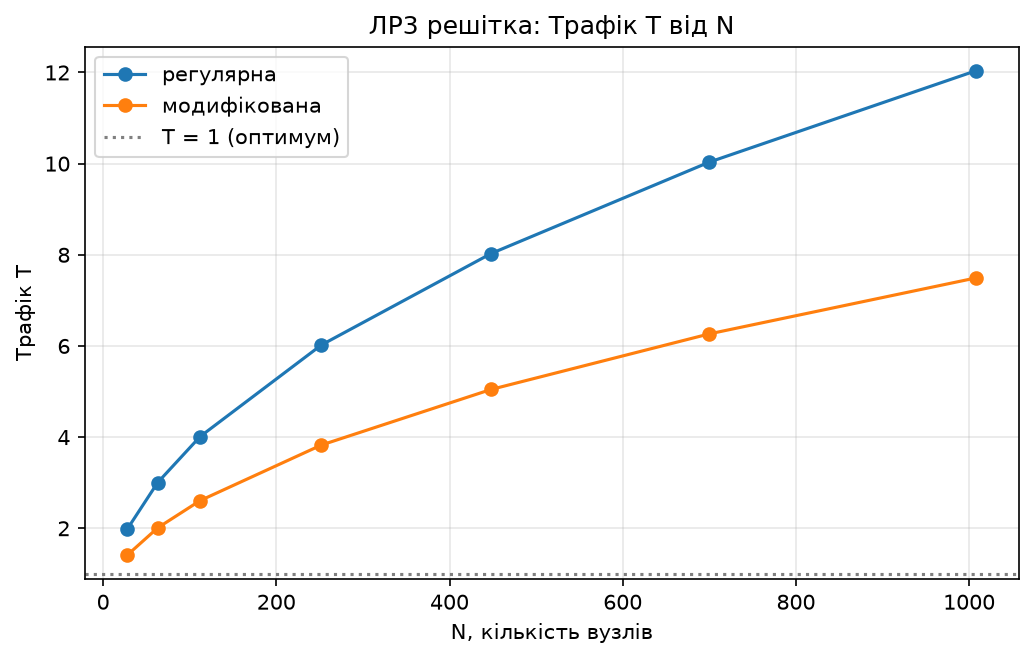 ЛР3 решітка: Трафік T від N
регулярна
модифікована
T = 1 (оптимум)
12
10
8
6
4
2
Трафік T
0 200 400 600 800 1000
N, кількість вузлів